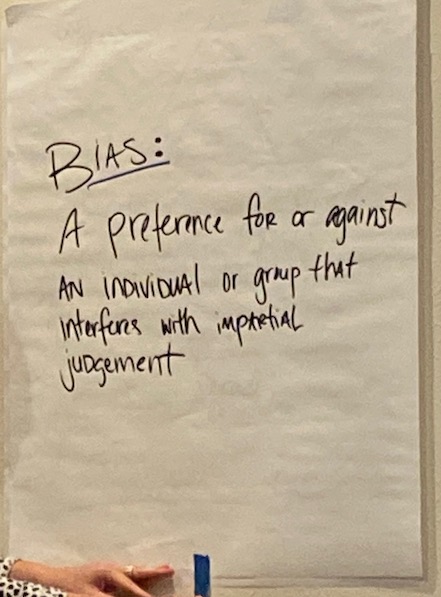 BIAS:
A preference for or against
AN INDIVIDUAL or group that
interferes with impartial
judgement